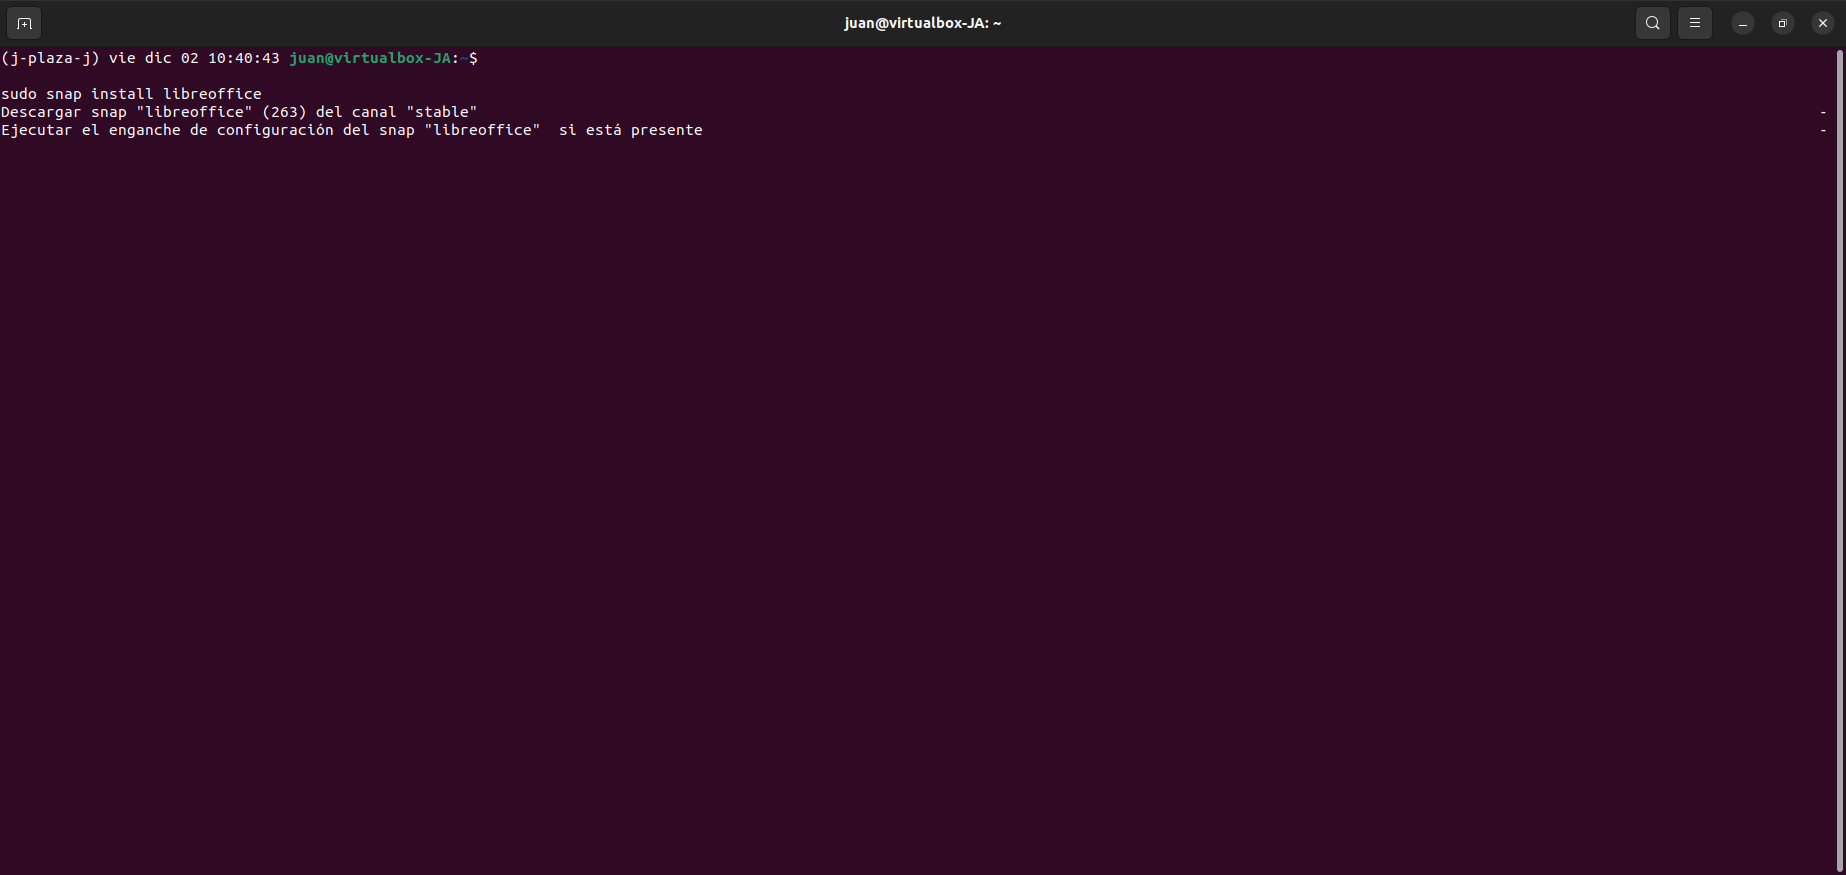 juan@virtualbox-JA: ~
(j-plaza-j) vie dic 02 10:40:43 juan@virtualbox-JA:~$
sudo snap install libreoffice
Descargar snap "libreoffice" (263) del canal "stable" -
Ejecutar el enganche de configuración del snap "libreoffice"  si está presente -